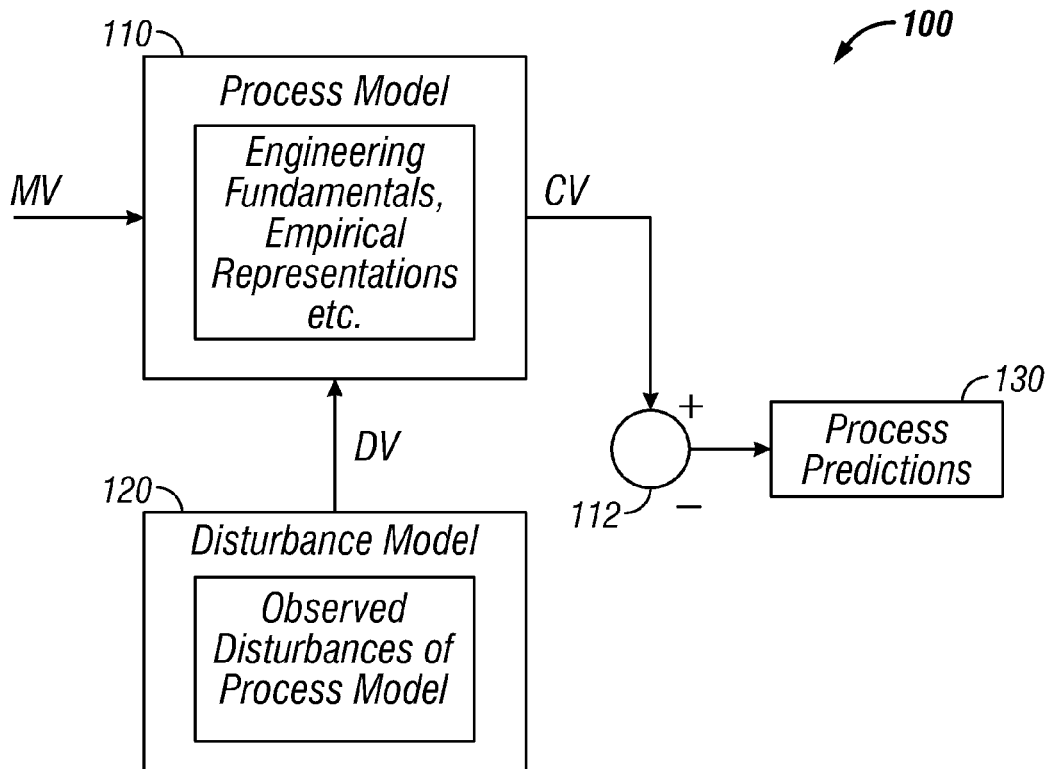 100
110
Process Model
Engineering
Fundamentals,
Empirical
Representations
etc.
MV
CV
DV
+
−
112
130
Process
Predictions
120
Disturbance Model
Observed
Disturbances of
Process Model